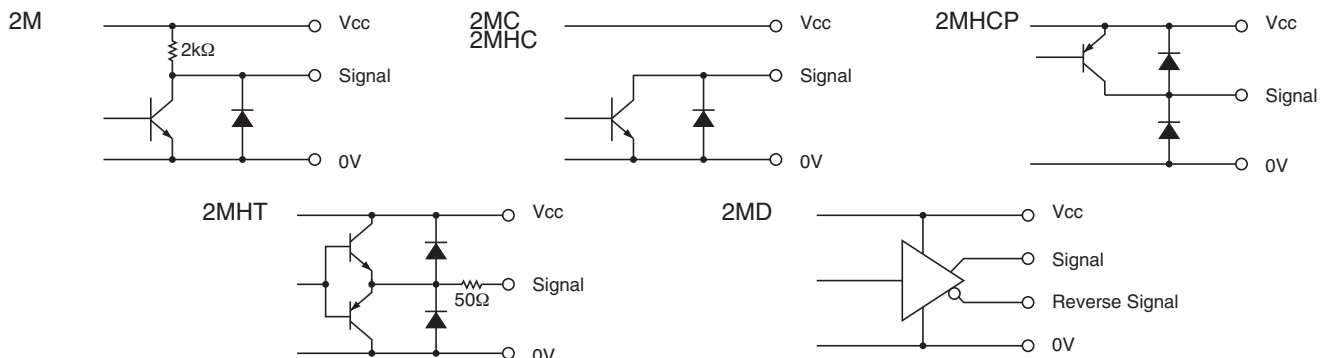 2M
Vcc
2kΩ
Signal
0V
2MC
2MHC
Vcc
Signal
0V
2MHCP
Vcc
Signal
0V
2MHT
Vcc
Signal
50Ω
0V
2MD
Vcc
Signal
Reverse Signal
0V